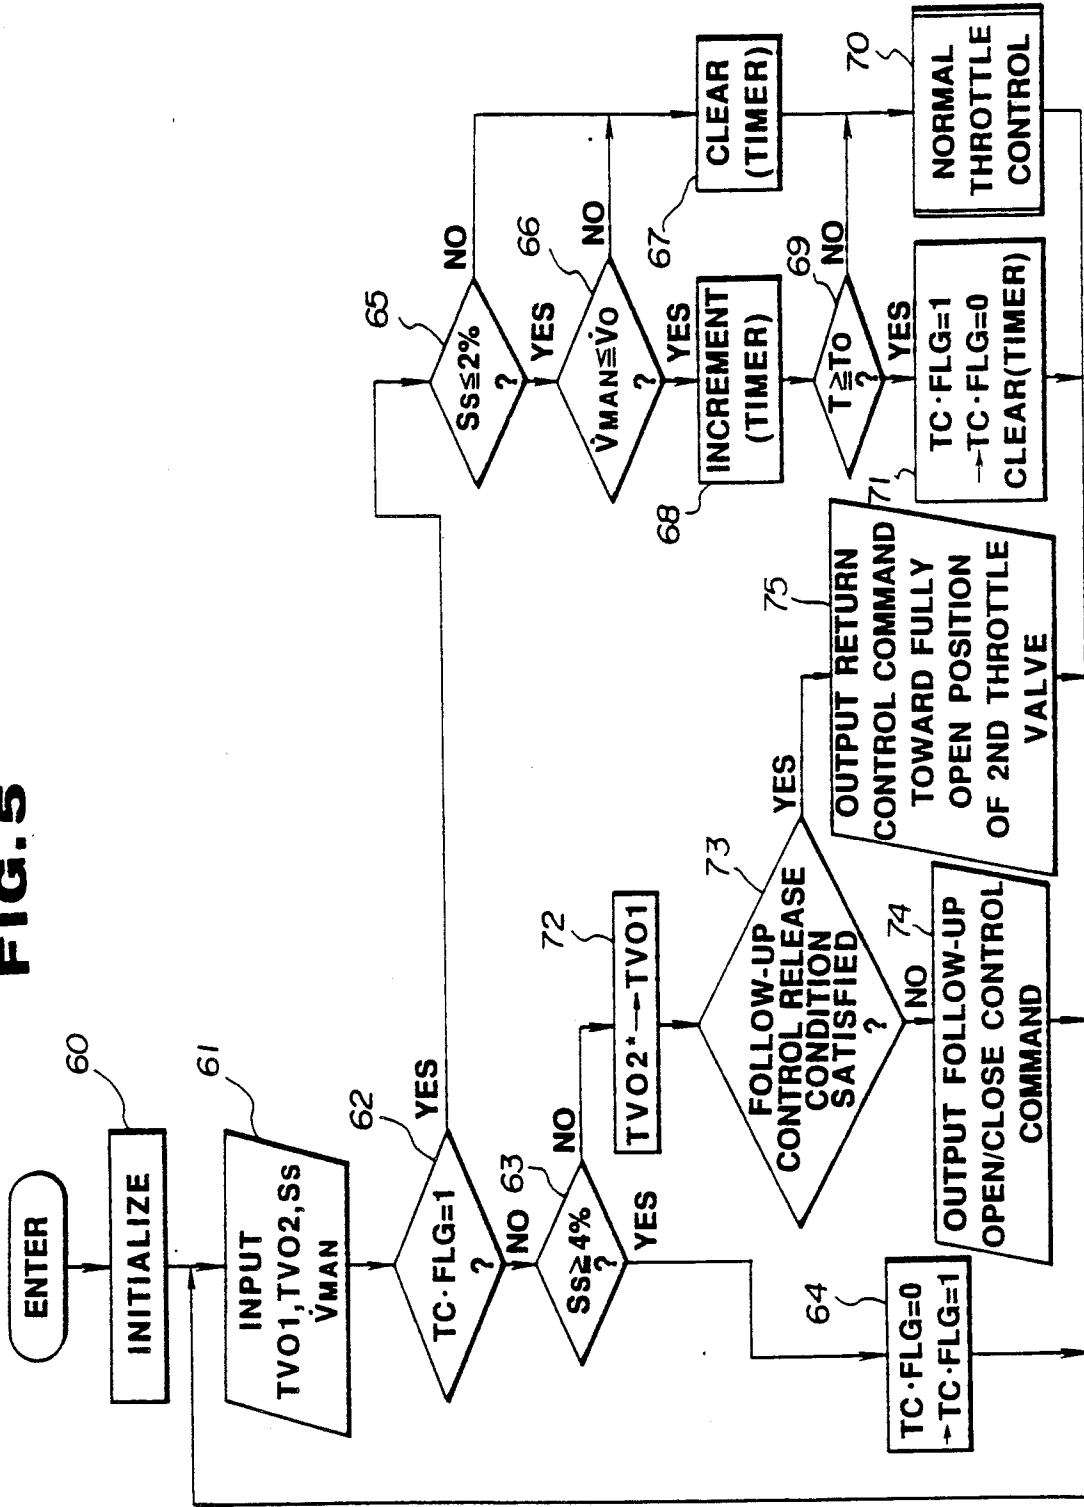 FIG.5
ENTER
60
INITIALIZE
61
INPUT
TVO1,TVO2,Ss
V̇MAN
62
TC·FLG=1
?
YES
NO
63
Ss≧4%
?
NO
YES
64
TC·FLG=0
→TC·FLG=1
72
TVO2*←TVO1
73
FOLLOW-UP
CONTROL RELEASE
CONDITION
SATISFIED
?
YES
NO
74
OUTPUT FOLLOW-UP
OPEN/CLOSE CONTROL
COMMAND
75
OUTPUT RETURN
CONTROL COMMAND
TOWARD FULLY
OPEN POSITION
OF 2ND THROTTLE
VALVE
65
Ss≦2%
?
NO
YES
66
V̇MAN≦V̇O
?
NO
YES
67
CLEAR
(TIMER)
68
INCREMENT
(TIMER)
69
T≧TO
?
NO
YES
70
NORMAL
THROTTLE
CONTROL
71
TC·FLG=1
→TC·FLG=0
CLEAR(TIMER)